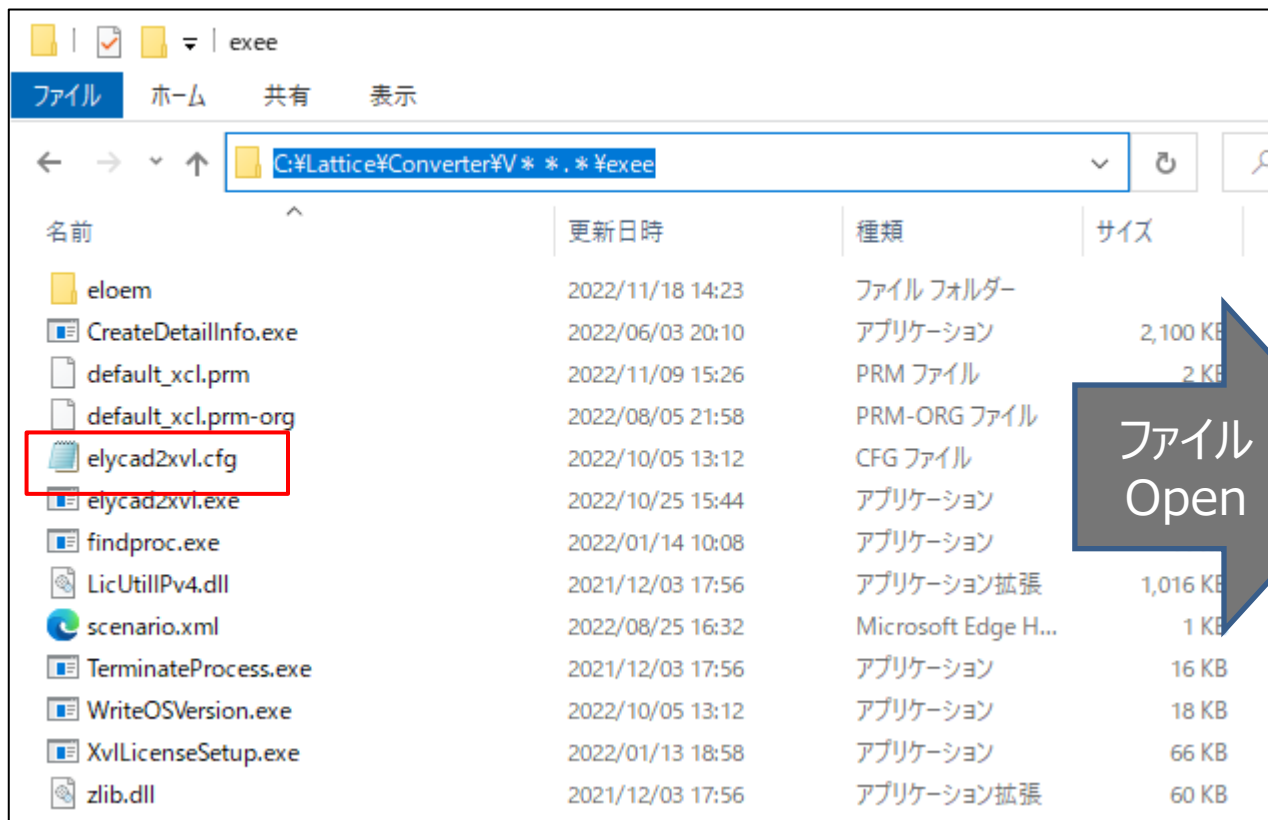 exee
ファイル ホーム 共有 表示
C:¥Lattice¥Converter¥V＊＊.＊¥exee
名前 更新日時 種類 サイズ
eloem 2022/11/18 14:23 ファイル フォルダー
CreateDetailInfo.exe 2022/06/03 20:10 アプリケーション 2,100 KB
default_xcl.prm 2022/11/09 15:26 PRM ファイル 2 KB
default_xcl.prm-org 2022/08/05 21:58 PRM-ORG ファイル
elycad2xvl.cfg 2022/10/05 13:12 CFG ファイル
elycad2xvl.exe 2022/10/25 15:44 アプリケーション
findproc.exe 2022/01/14 10:08 アプリケーション
LicUtilIPv4.dll 2021/12/03 17:56 アプリケーション拡張 1,016 KB
scenario.xml 2022/08/25 16:32 Microsoft Edge H... 1 KB
TerminateProcess.exe 2021/12/03 17:56 アプリケーション 16 KB
WriteOSVersion.exe 2022/10/05 13:12 アプリケーション 18 KB
XvlLicenseSetup.exe 2022/01/13 18:58 アプリケーション 66 KB
zlib.dll 2021/12/03 17:56 アプリケーション拡張 60 KB
ファイル
Open